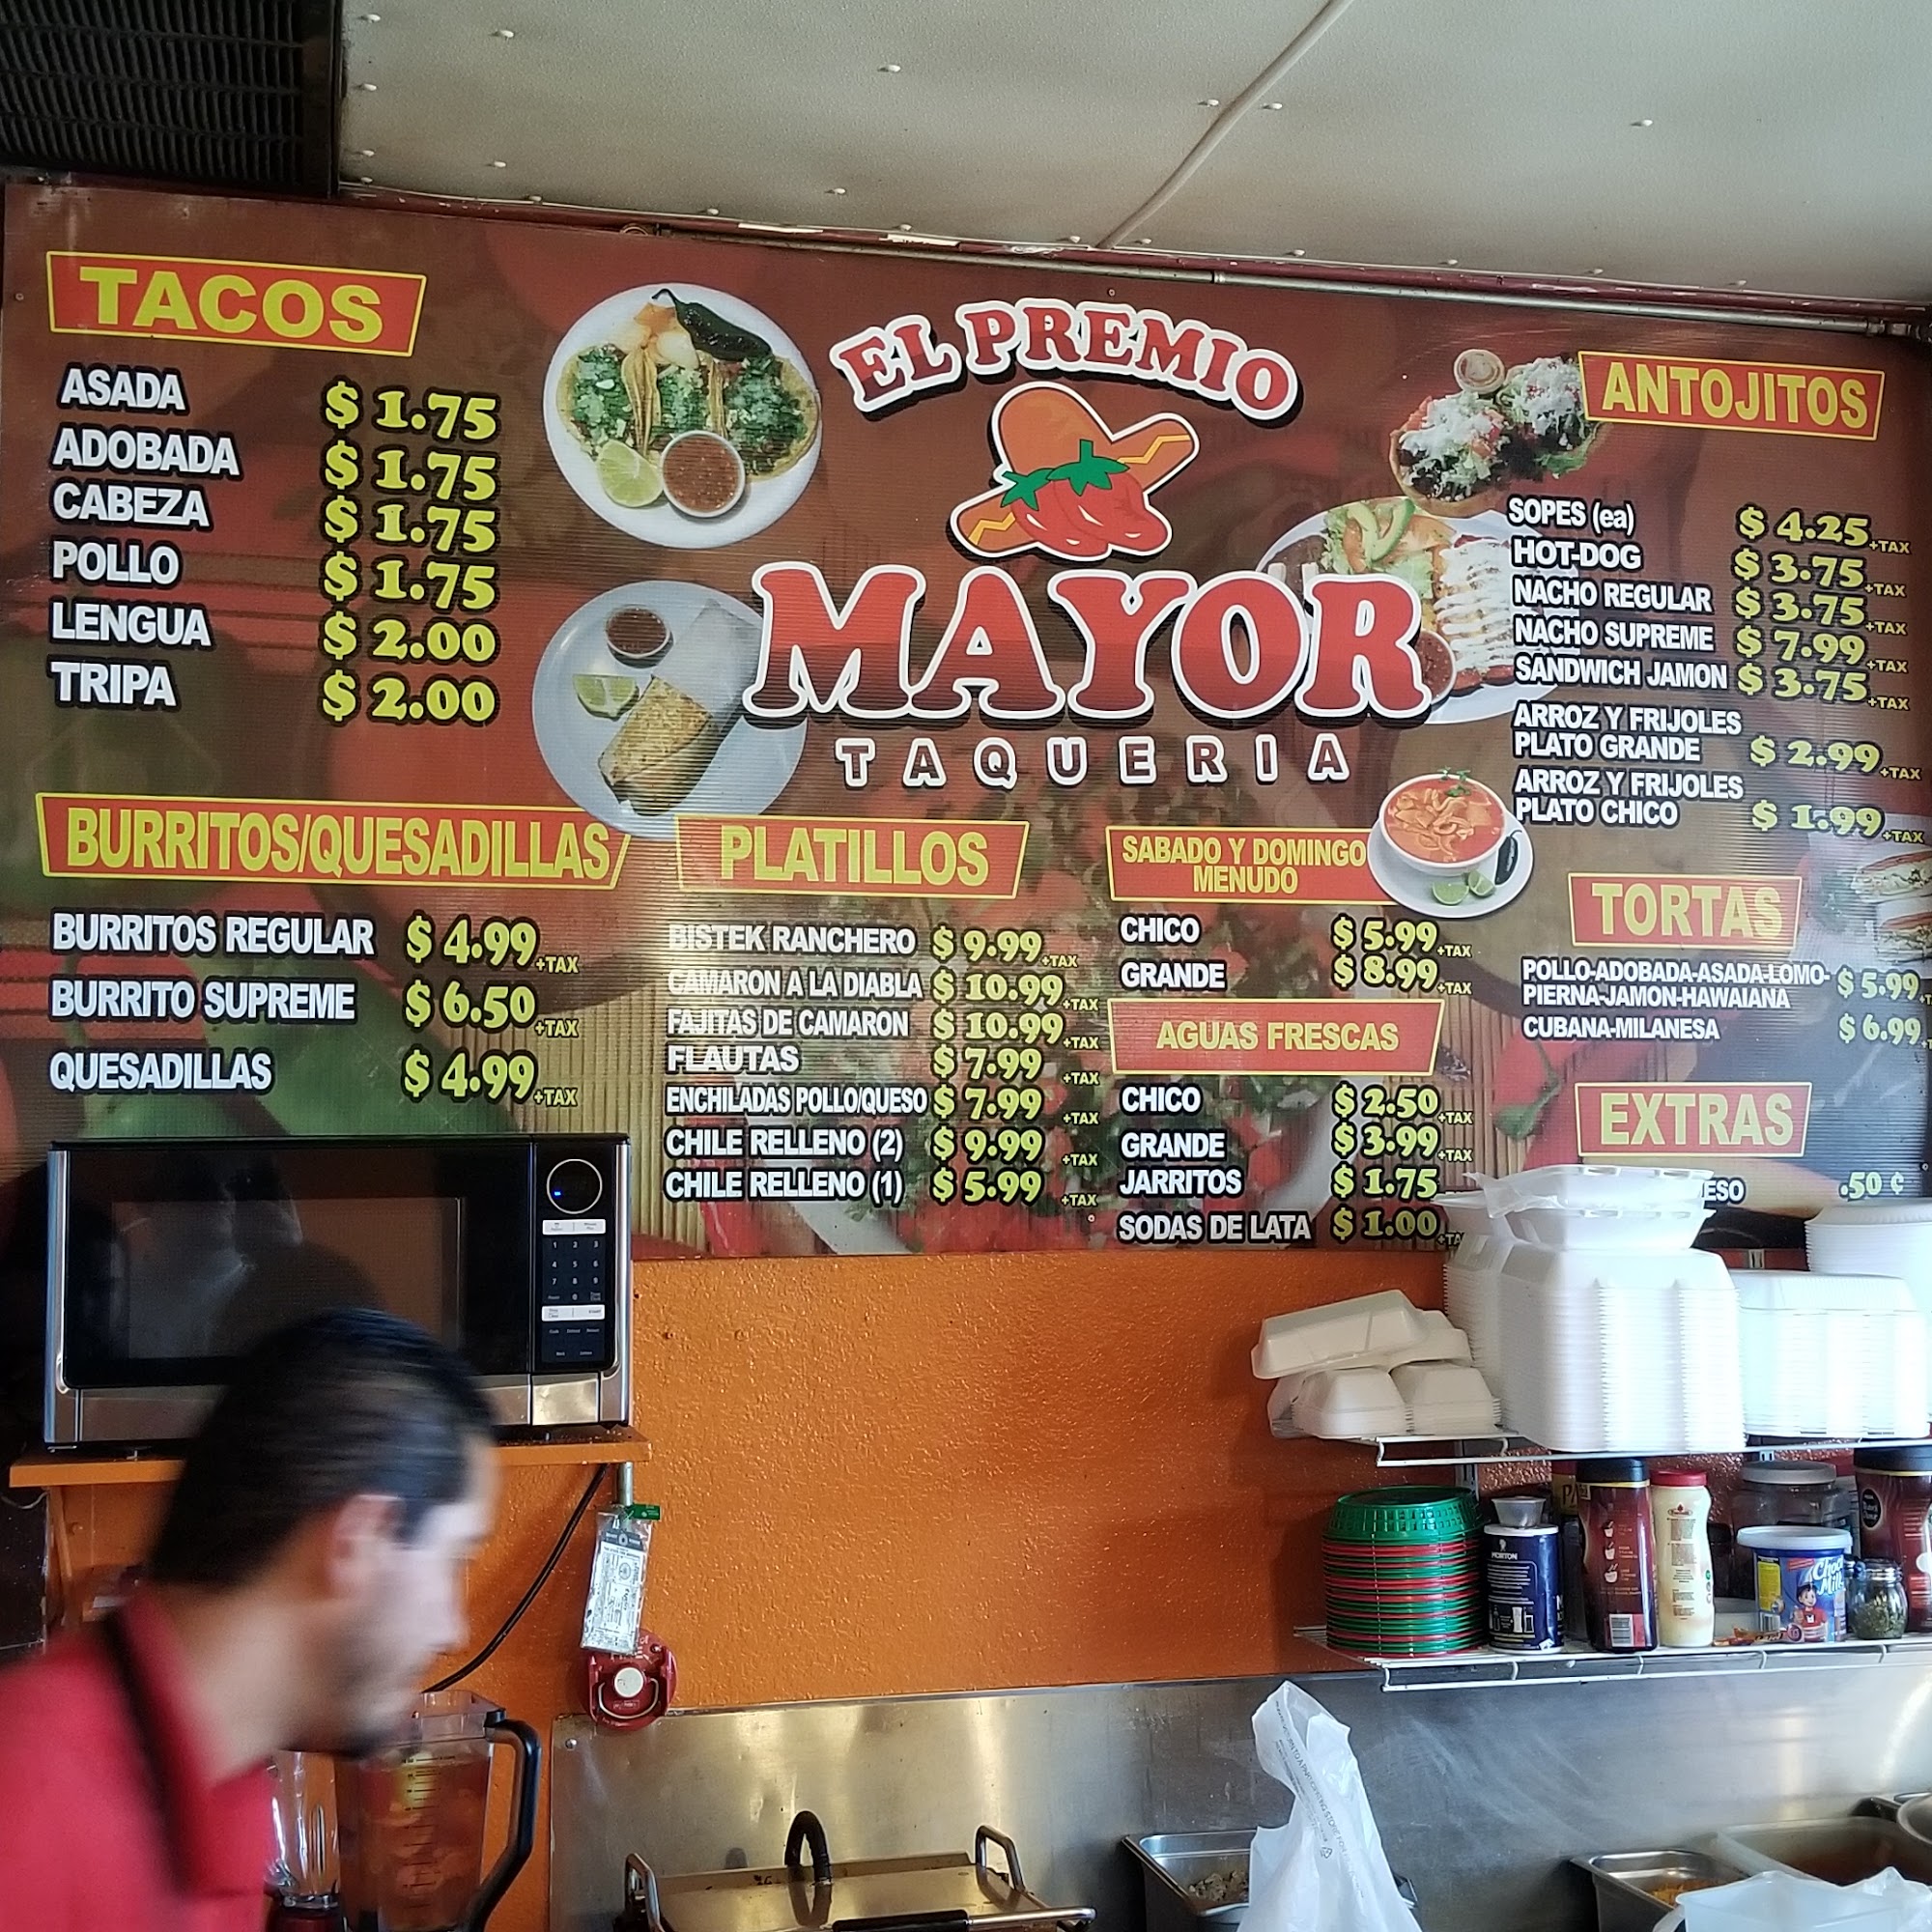 TACOS
ASADA $ 1.75
ADOBADA $ 1.75
CABEZA $ 1.75
POLLO $ 1.75
LENGUA $ 2.00
TRIPA $ 2.00
EL PREMIO
MAYOR
TAQUERIA
ANTOJITOS
SOPES (ea) $ 4.25 +TAX
HOT-DOG $ 3.75 +TAX
NACHO REGULAR $ 3.75 +TAX
NACHO SUPREME $ 7.99 +TAX
SANDWICH JAMON $ 3.75 +TAX
ARROZ Y FRIJOLES
PLATO GRANDE $ 2.99 +TAX
ARROZ Y FRIJOLES
PLATO CHICO $ 1.99 +TAX
BURRITOS/QUESADILLAS
BURRITOS REGULAR $ 4.99 +TAX
BURRITO SUPREME $ 6.50 +TAX
QUESADILLAS $ 4.99 +TAX
PLATILLOS
BISTEK RANCHERO $ 9.99 +TAX
CAMARON A LA DIABLA $ 10.99 +TAX
FAJITAS DE CAMARON $ 10.99 +TAX
FLAUTAS $ 7.99 +TAX
ENCHILADAS POLLO/QUESO $ 7.99 +TAX
CHILE RELLENO (2) $ 9.99 +TAX
CHILE RELLENO (1) $ 5.99 +TAX
SABADO Y DOMINGO
MENUDO
CHICO $ 5.99 +TAX
GRANDE $ 8.99 +TAX
AGUAS FRESCAS
CHICO $ 2.50 +TAX
GRANDE $ 3.99 +TAX
JARRITOS $ 1.75
SODAS DE LATA $ 1.00 +TA
TORTAS
POLLO-ADOBADA-ASADA-LOMO- $ 5.99
PIERNA-JAMON-HAWAIANA
CUBANA-MILANESA $ 6.99
EXTRAS
ESO .50 ¢
MORTON
Choco
Milk